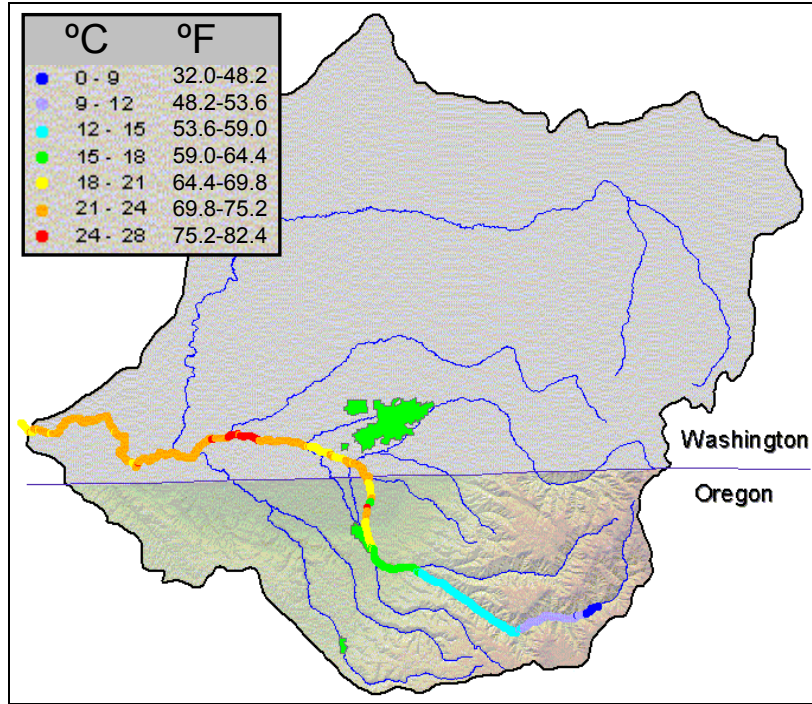 ºC ºF
0 - 9 32.0-48.2
9 - 12 48.2-53.6
12 - 15 53.6-59.0
15 - 18 59.0-64.4
18 - 21 64.4-69.8
21 - 24 69.8-75.2
24 - 28 75.2-82.4
Washington
Oregon